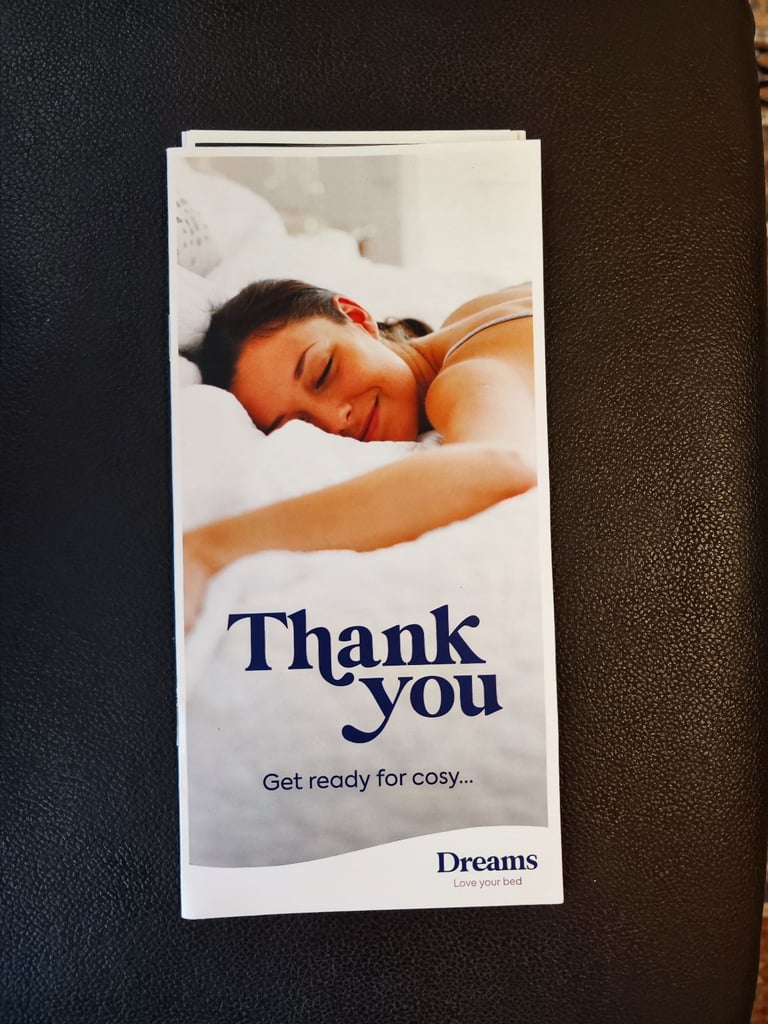 Thank
you
Get ready for cosy...
Dreams
Love your bed